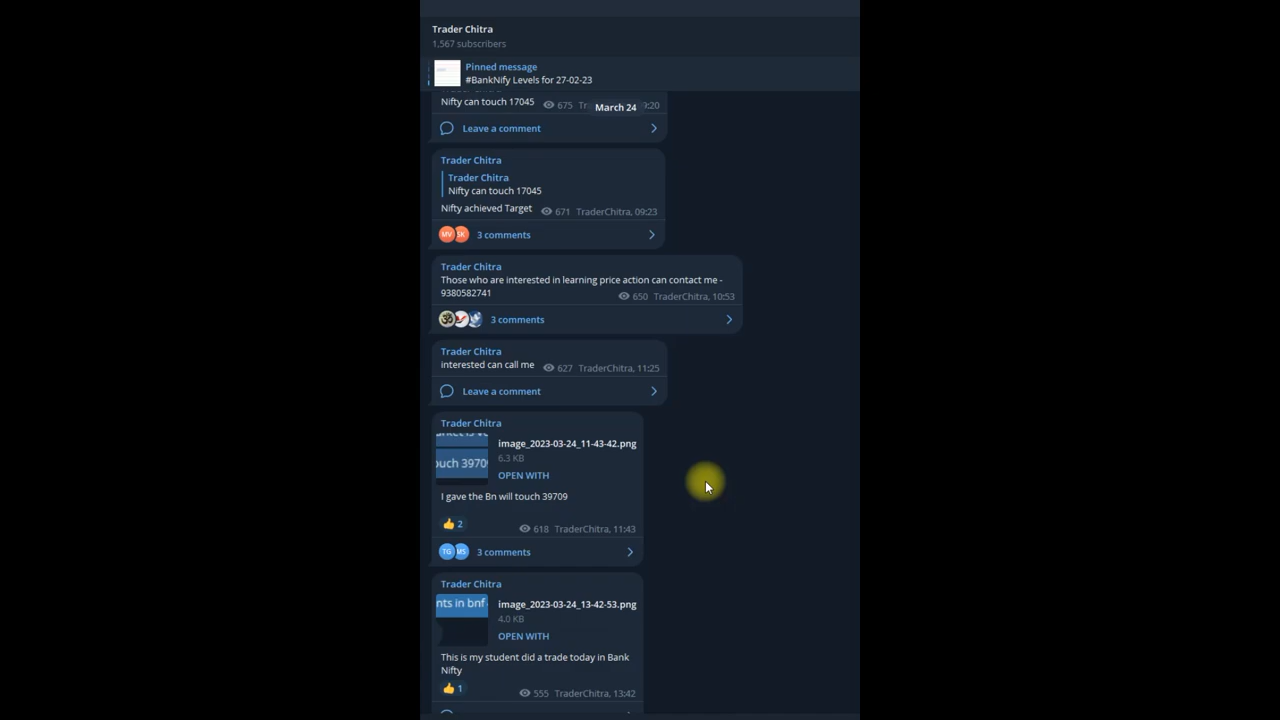 Trader Chitra
1,567 subscribers
Pinned message
#BankNify Levels for 27-02-23
Nifty can touch 17045 675 9:20
March 24
Leave a comment
Trader Chitra
Trader Chitra
Nifty can touch 17045
Nifty achieved Target 671 TraderChitra, 09:23
MV SK 3 comments
Trader Chitra
Those who are interested in learning price action can contact me -
9380582741 650 TraderChitra, 10:53
3 comments
Trader Chitra
interested can call me 627 TraderChitra, 11:25
Leave a comment
Trader Chitra
image_2023-03-24_11-43-42.png
6.3 KB
ouch 3970
OPEN WITH
I gave the Bn will touch 39709
👍 2 618 TraderChitra, 11:43
TG MS 3 comments
Trader Chitra
nts in bnf image_2023-03-24_13-42-53.png
4.0 KB
OPEN WITH
This is my student did a trade today in Bank
Nifty
👍 1 555 TraderChitra, 13:42